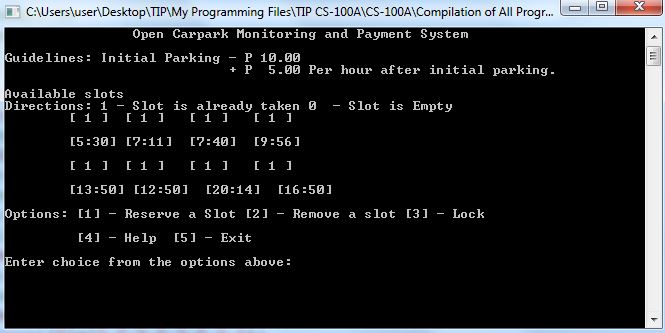 C:\Users\user\Desktop\TIP\My Programming Files\TIP CS-100A\CS-100A\Compilation of All Progr...
Open Carpark Monitoring and Payment System
Guidelines: Initial Parking - P 10.00
+ P  5.00 Per hour after initial parking.
Available slots
Directions: 1 - Slot is already taken 0  - Slot is Empty
[ 1 ]  [ 1 ]   [ 1 ]   [ 1 ]
[5:30] [7:11]  [7:40]  [9:56]
[ 1 ]  [ 1 ]   [ 1 ]   [ 1 ]
[13:50] [12:50]  [20:14]  [16:50]
Options: [1] - Reserve a Slot [2] - Remove a slot [3] - Lock
[4] - Help  [5] - Exit
Enter choice from the options above: